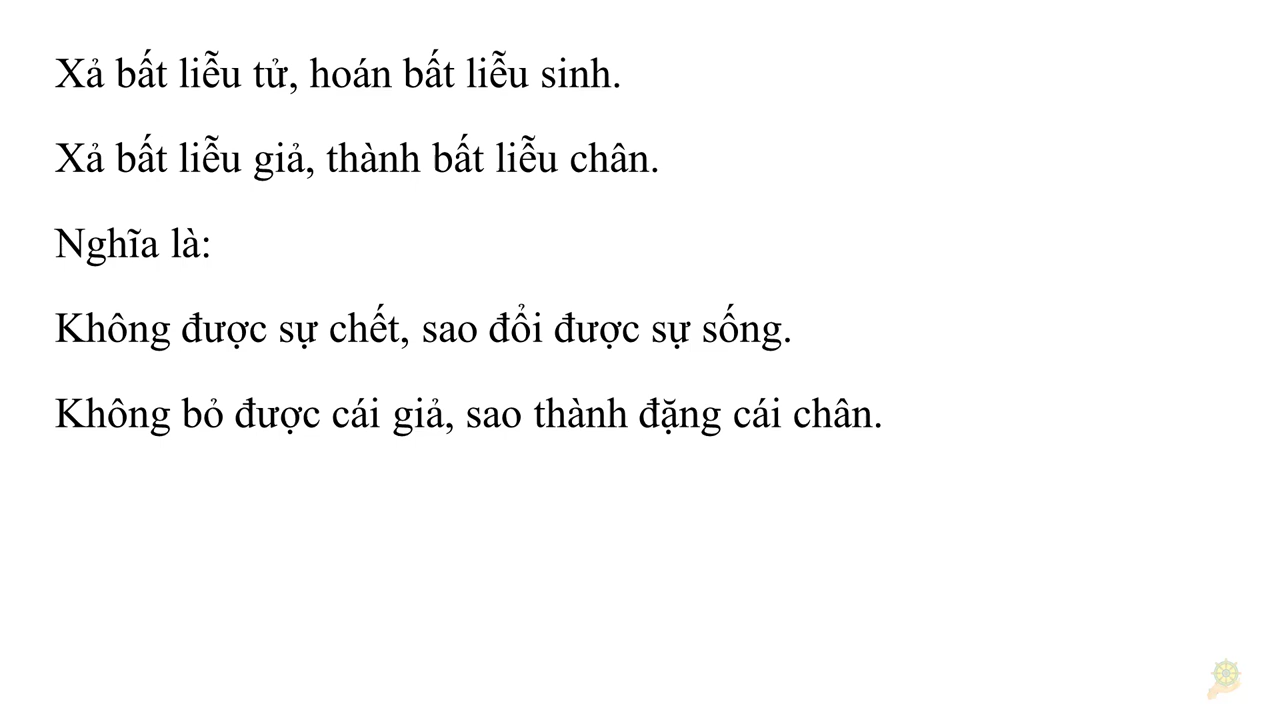 Xả bất liễu tử, hoán bất liễu sinh.
Xả bất liễu giả, thành bất liễu chân.
Nghĩa là:
Không được sự chết, sao đổi được sự sống.
Không bỏ được cái giả, sao thành đặng cái chân.